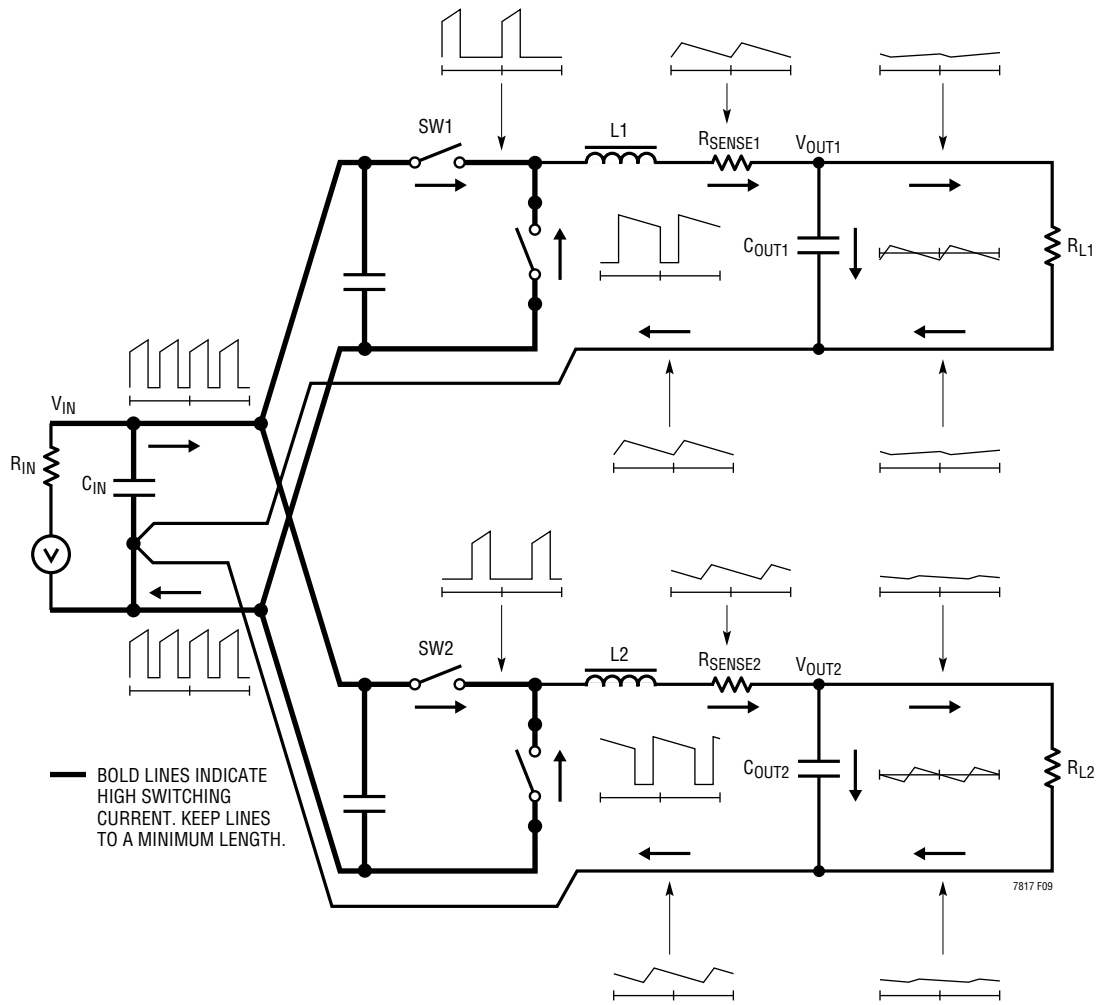 SW1
L1
RSENSE1
VOUT1
COUT1
RL1
VIN
RIN
CIN
V
SW2
L2
RSENSE2
VOUT2
COUT2
RL2
BOLD LINES INDICATE
HIGH SWITCHING
CURRENT. KEEP LINES
TO A MINIMUM LENGTH.
7817 F09